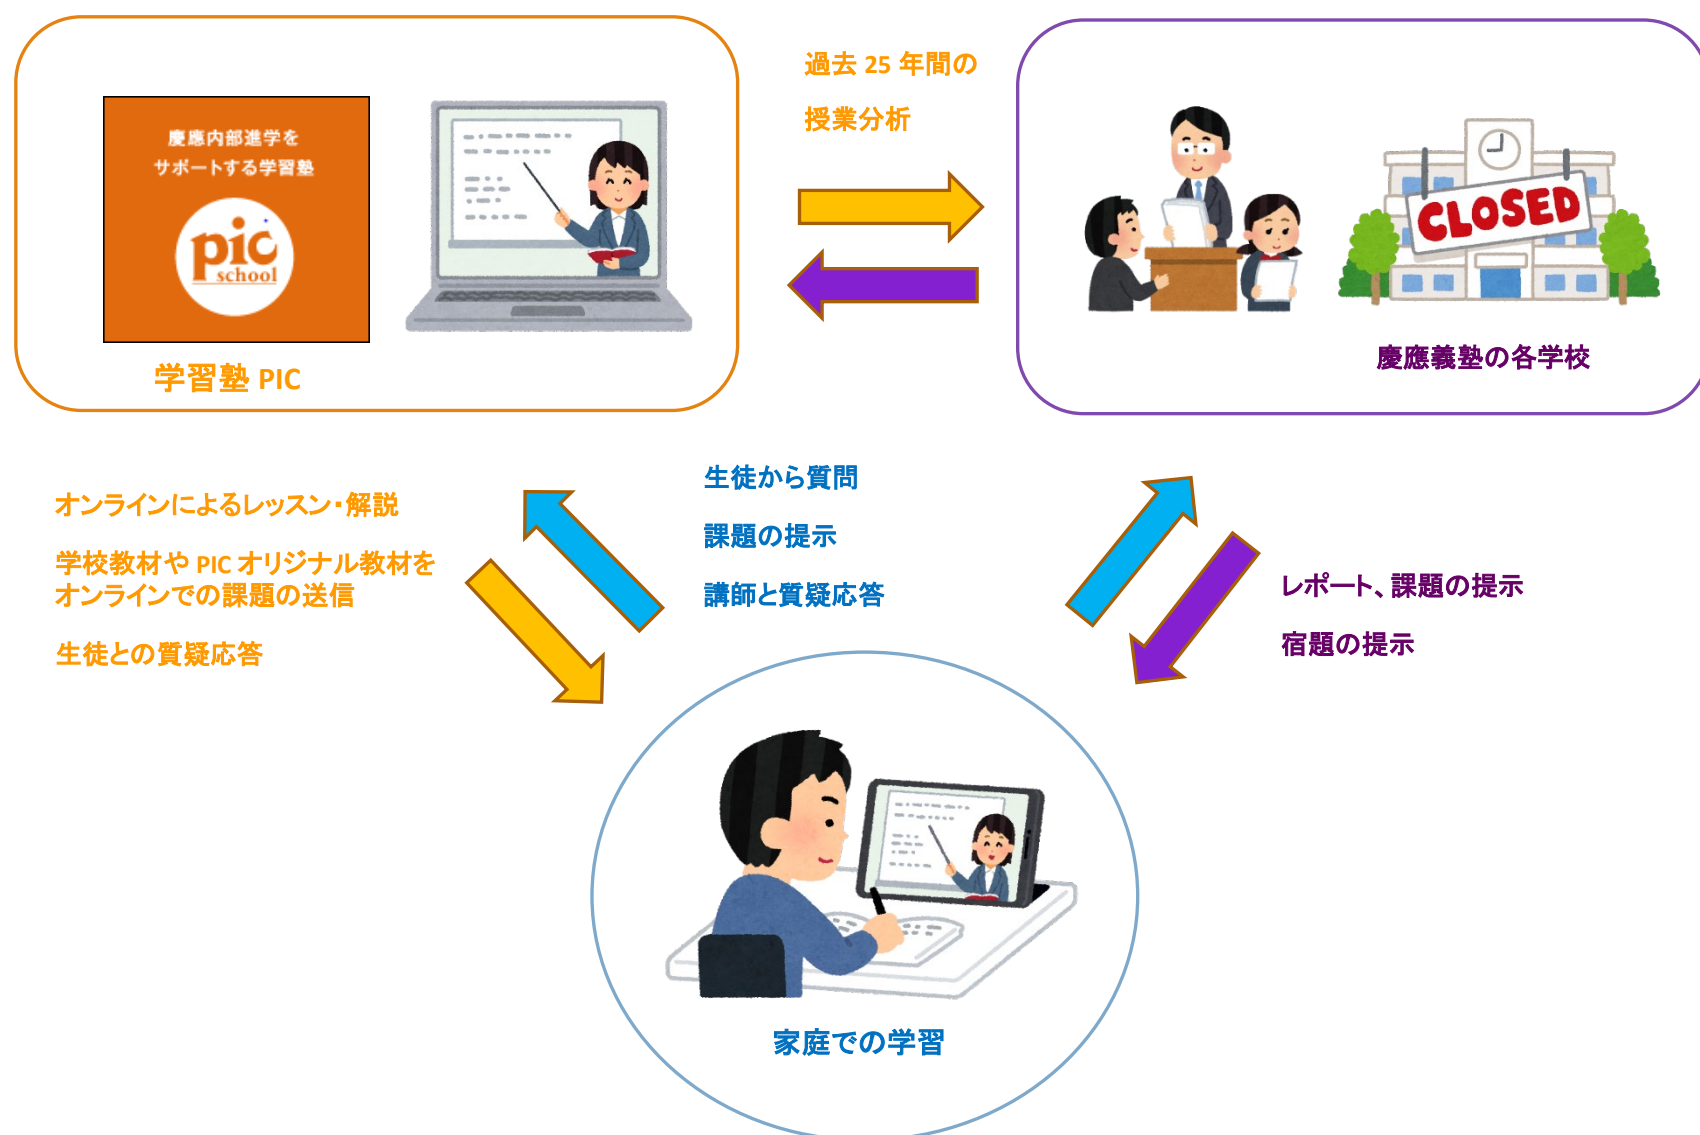 慶應内部進学を
サポートする学習塾
pic
school
学習塾 PIC
過去 25 年間の
授業分析
CLOSED
慶應義塾の各学校
オンラインによるレッスン・解説
学校教材や PIC オリジナル教材を
オンラインでの課題の送信
生徒との質疑応答
生徒から質問
課題の提示
講師と質疑応答
レポート、課題の提示
宿題の提示
家庭での学習